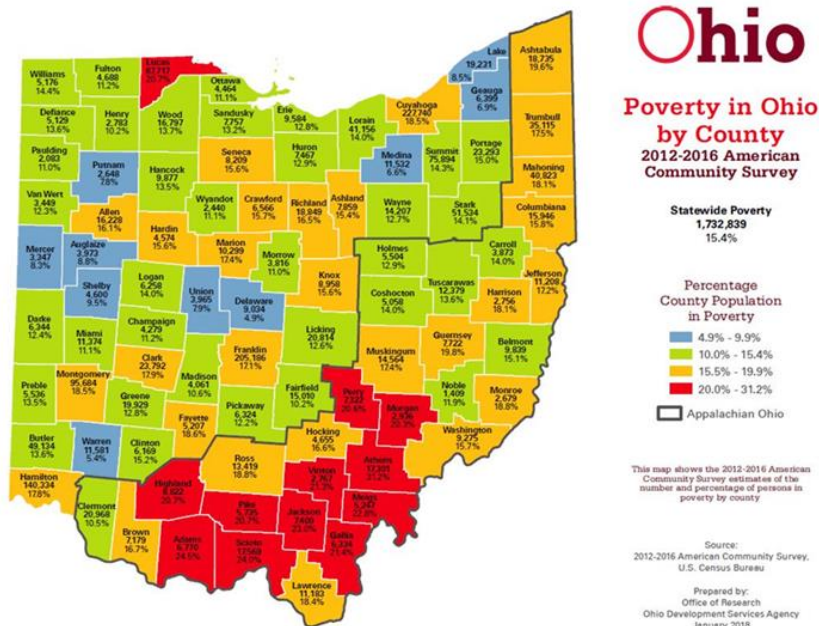 Ohio
Poverty in Ohio
by County
2012-2016 American
Community Survey
Statewide Poverty
1,732,839
15.4%
Percentage
County Population
in Poverty
4.9% - 9.9%
10.0% - 15.4%
15.5% - 19.9%
20.0% - 31.2%
Appalachian Ohio
This map shows the 2012-2016 American
Community Survey estimates of the
number and percentage of persons in
poverty by county
Source:
2012-2016 American Community Survey,
U.S. Census Bureau
Prepared by:
Office of Research
Ohio Development Services Agency
January 2018
Williams
5,176
14.4%
Fulton
4,688
11.2%
Lucas
20.7%
Ottawa
4,464
11.1%
Lake
19,231
8.5%
Geauga
6,399
6.9%
Ashtabula
18,735
19.6%
Defiance
5,129
13.6%
Henry
2,783
10.2%
Wood
16,797
13.7%
Sandusky
7,757
13.2%
Erie
9,584
12.8%
Lorain
41,156
14.0%
Cuyahoga
227,740
18.5%
Trumbull
35,115
17.5%
Paulding
2,083
11.0%
Putnam
2,648
7.8%
Hancock
9,877
13.5%
Seneca
8,209
15.6%
Huron
7,467
12.9%
Medina
11,532
6.6%
Summit
75,894
14.3%
Portage
23,293
15.0%
Mahoning
40,823
18.1%
Van Wert
3,449
12.3%
Allen
16,228
16.1%
Wyandot
2,440
11.1%
Crawford
6,566
15.7%
Richland
18,849
16.5%
Ashland
7,859
15.4%
Wayne
14,207
12.7%
Stark
51,534
14.1%
Columbiana
15,946
15.8%
Mercer
3,347
8.3%
Auglaize
3,973
8.8%
Hardin
4,574
15.6%
Marion
10,299
17.4%
Morrow
3,816
11.0%
Knox
8,958
15.6%
Holmes
5,504
12.9%
Carroll
3,873
14.0%
Jefferson
11,208
17.2%
Shelby
4,600
9.5%
Logan
6,258
14.0%
Union
3,965
7.9%
Delaware
9,034
4.9%
Coshocton
5,058
14.0%
Tuscarawas
12,379
13.6%
Harrison
2,756
18.1%
Darke
6,344
12.4%
Miami
11,374
11.1%
Champaign
4,279
11.2%
Licking
20,814
12.6%
Guernsey
7,722
19.8%
Belmont
9,839
15.1%
Clark
23,792
17.9%
Franklin
205,186
17.1%
Muskingum
14,564
17.4%
Preble
5,536
13.5%
Montgomery
95,684
18.5%
Greene
19,929
12.8%
Madison
4,061
10.6%
Pickaway
6,324
12.2%
Fairfield
15,010
10.2%
Perry
20.6%
Morgan
20.3%
Noble
1,409
11.9%
Monroe
2,679
18.8%
Butler
49,134
13.6%
Warren
11,581
5.4%
Clinton
6,169
15.2%
Fayette
5,207
18.6%
Hocking
4,655
16.6%
Washington
9,275
15.7%
Hamilton
140,334
17.8%
Ross
13,419
18.8%
Vinton
2,767
Athens
31.2%
Clermont
20,968
10.5%
Highland
8,822
20.7%
Pike
5,735
20.7%
Jackson
7,400
Meigs
22.8%
Brown
7,179
16.7%
Adams
6,770
24.5%
Scioto
24.0%
Gallia
21.4%
Lawrence
11,183
18.4%